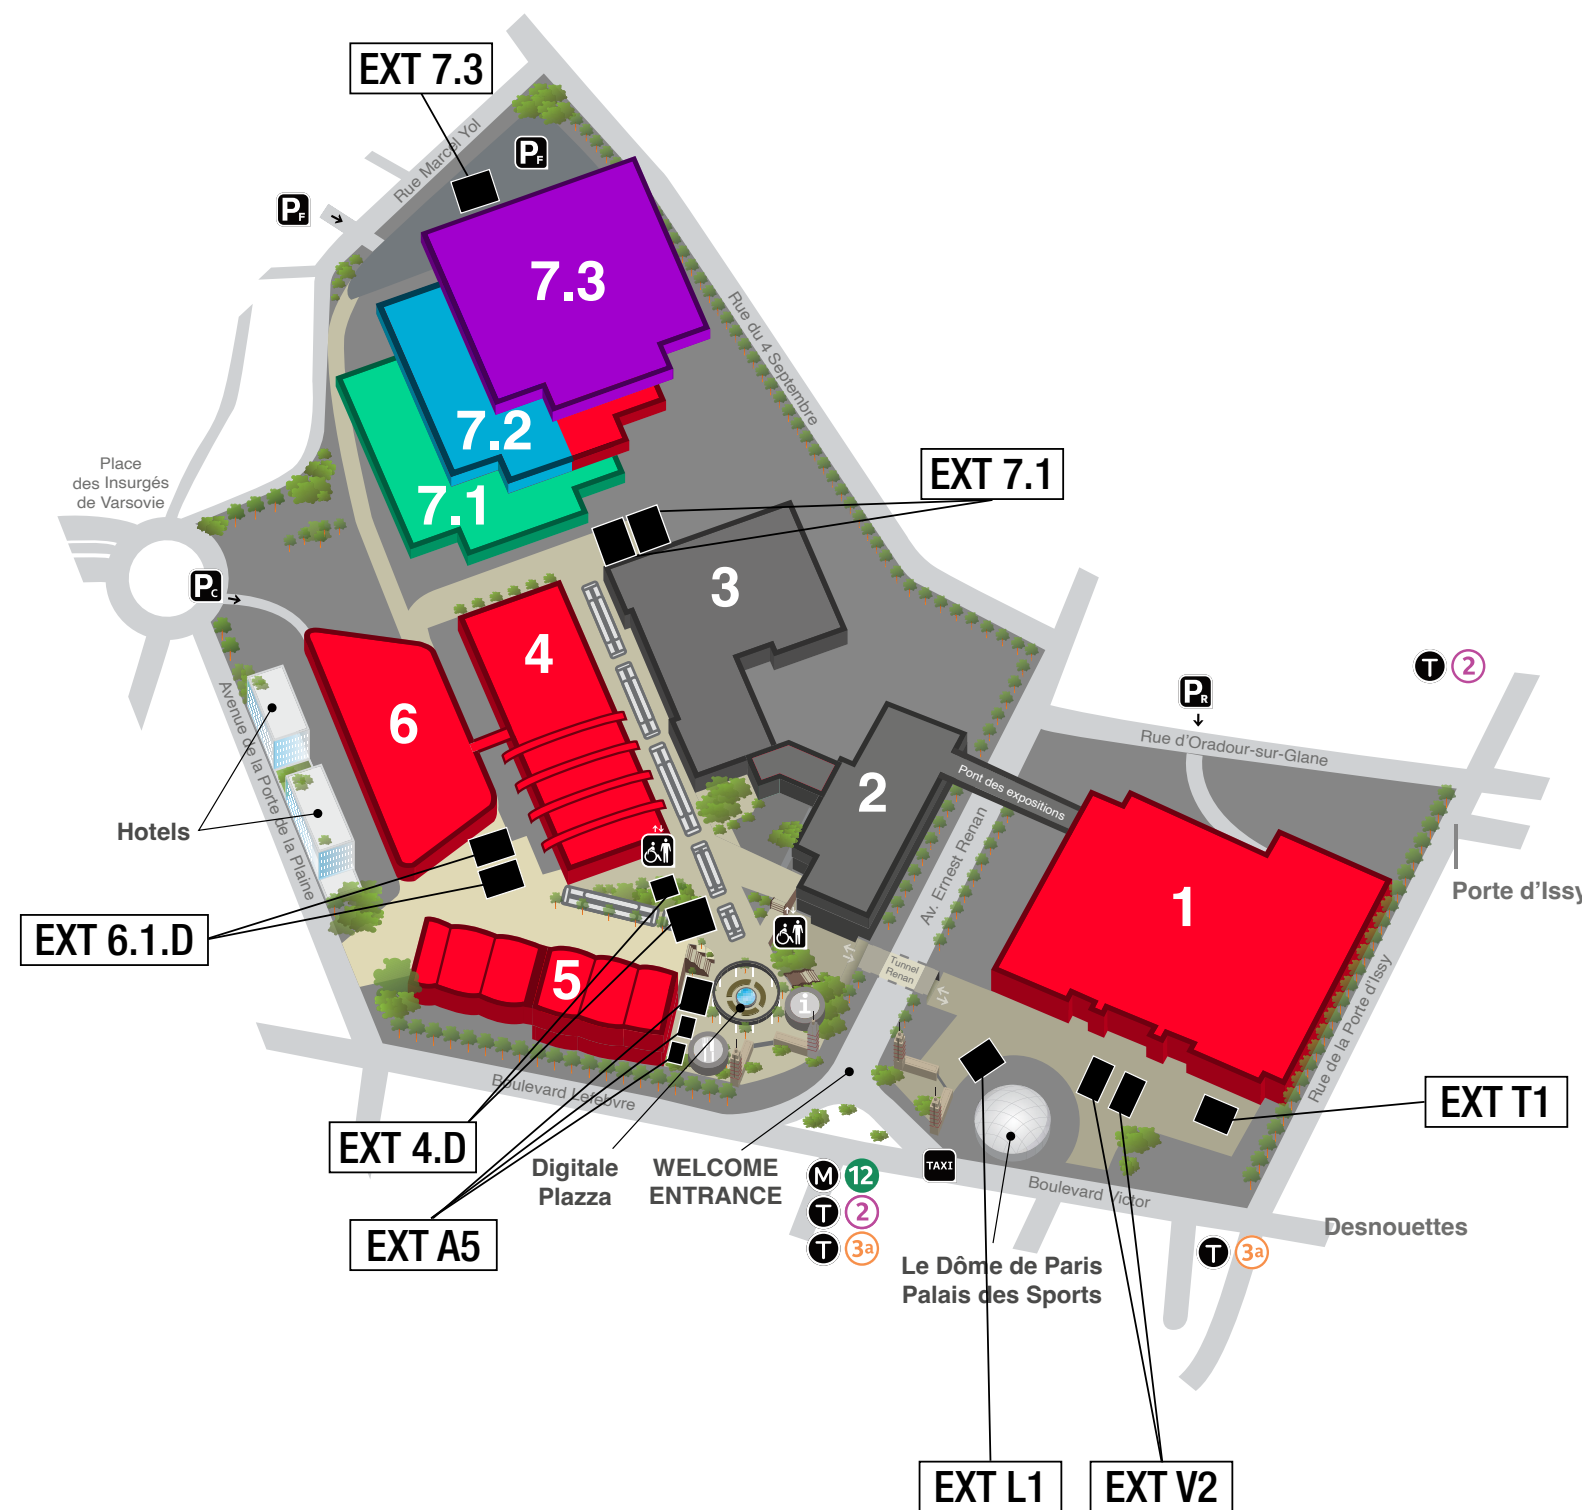 EXT 7.3
Rue Marcel Yol
PF
PF
7.3
Rue du 4 Septembre
7.2
7.1
EXT 7.1
Place
des Insurgés
de Varsovie
PC
3
4
6
T 2
PR
Rue d'Oradour-sur-Glane
Avenue de la Porte de la Plaine
Pont des expositions
2
Hotels
Av. Ernest Renan
1
Porte d'Issy
EXT 6.1.D
5
Tunnel
Renan
i
Rue de la Porte d'Issy
Boulevard Lefebvre
EXT T1
EXT 4.D
Digitale
Plazza
WELCOME
ENTRANCE
M 12
T 2
T 3a
TAXI
Boulevard Victor
Desnouettes
T 3a
EXT A5
Le Dôme de Paris
Palais des Sports
EXT L1
EXT V2